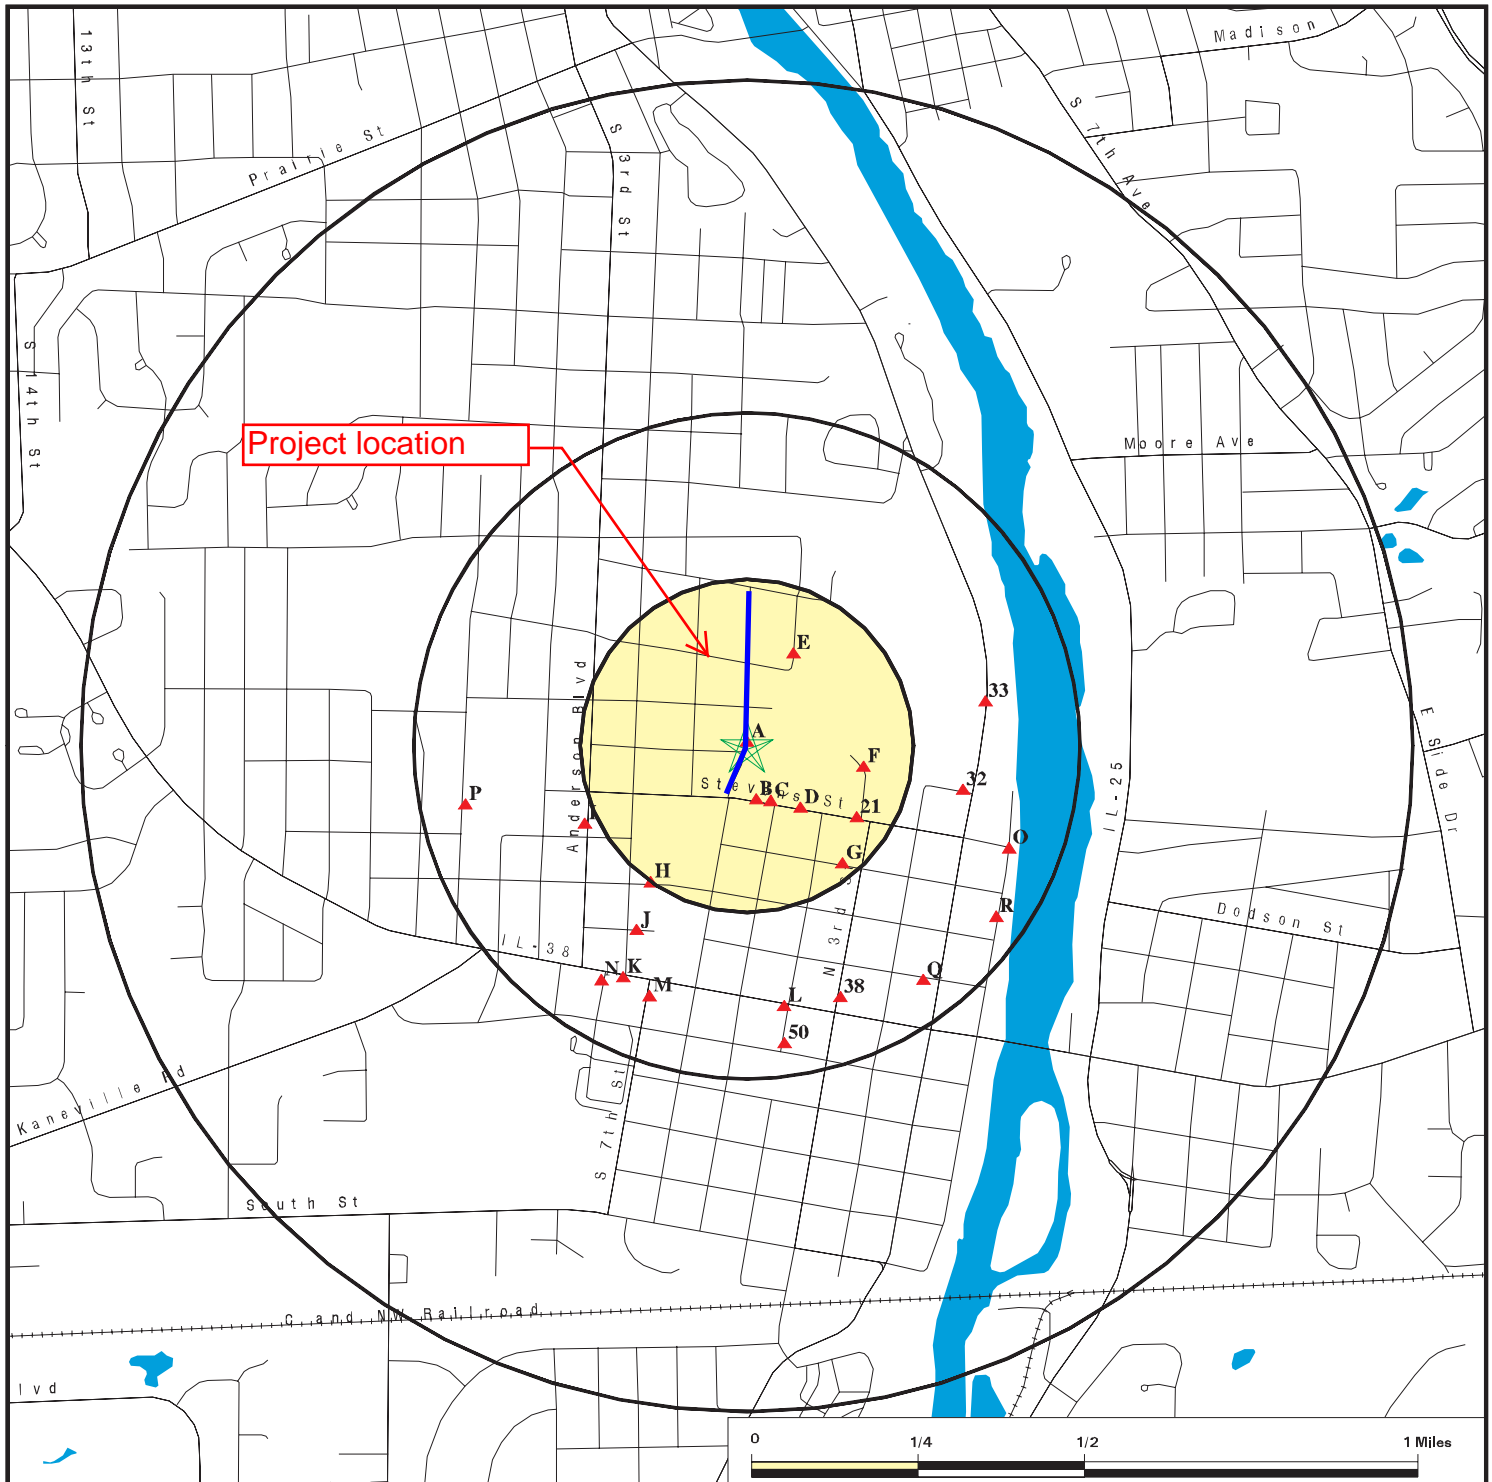 13th St
Madison
S 7th Ave
Prairie St
S 3rd St
S 14th St
Project location
Moore Ave
E
Anderson Blvd
33
A
E Side Dr
F
IL-25
32
Stevens St
B
C
D
P
21
O
G
H
R
Dodson St
J
N 3rd S
IL-38
Q
N
K
M
L
38
50
Kaneville Rd
S 7th St
South St
C and NW Railroad
lvd
0 1/4 1/2 1 Miles